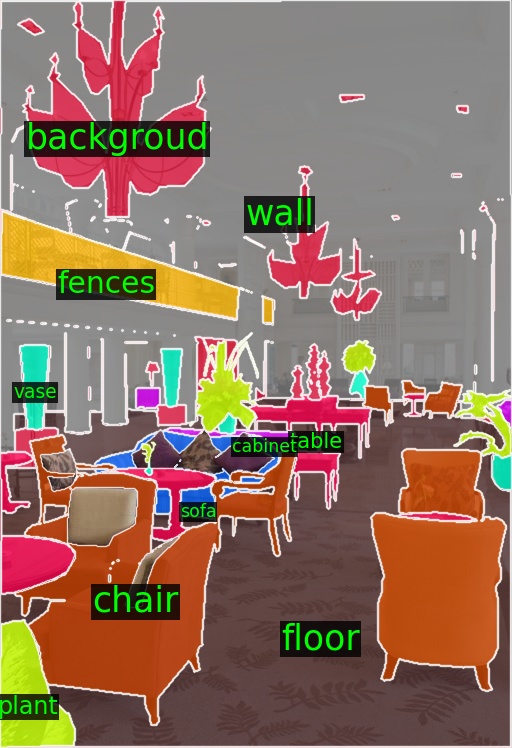 backgroud
wall
fences
vase
cabinet
table
sofa
chair
floor
plant